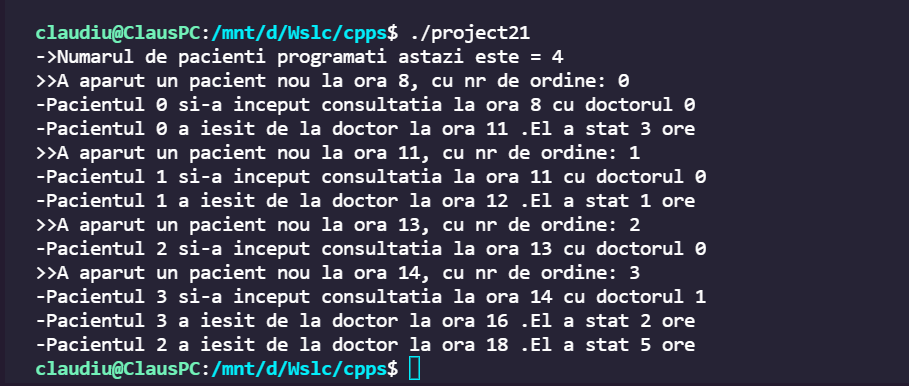 claudiu@ClausPC:/mnt/d/Wslc/cpps$ ./project21
->Numarul de pacienti programati astazi este = 4
>>A aparut un pacient nou la ora 8, cu nr de ordine: 0
-Pacientul 0 si-a inceput consultatia la ora 8 cu doctorul 0
-Pacientul 0 a iesit de la doctor la ora 11 .El a stat 3 ore
>>A aparut un pacient nou la ora 11, cu nr de ordine: 1
-Pacientul 1 si-a inceput consultatia la ora 11 cu doctorul 0
-Pacientul 1 a iesit de la doctor la ora 12 .El a stat 1 ore
>>A aparut un pacient nou la ora 13, cu nr de ordine: 2
-Pacientul 2 si-a inceput consultatia la ora 13 cu doctorul 0
>>A aparut un pacient nou la ora 14, cu nr de ordine: 3
-Pacientul 3 si-a inceput consultatia la ora 14 cu doctorul 1
-Pacientul 3 a iesit de la doctor la ora 16 .El a stat 2 ore
-Pacientul 2 a iesit de la doctor la ora 18 .El a stat 5 ore
claudiu@ClausPC:/mnt/d/Wslc/cpps$